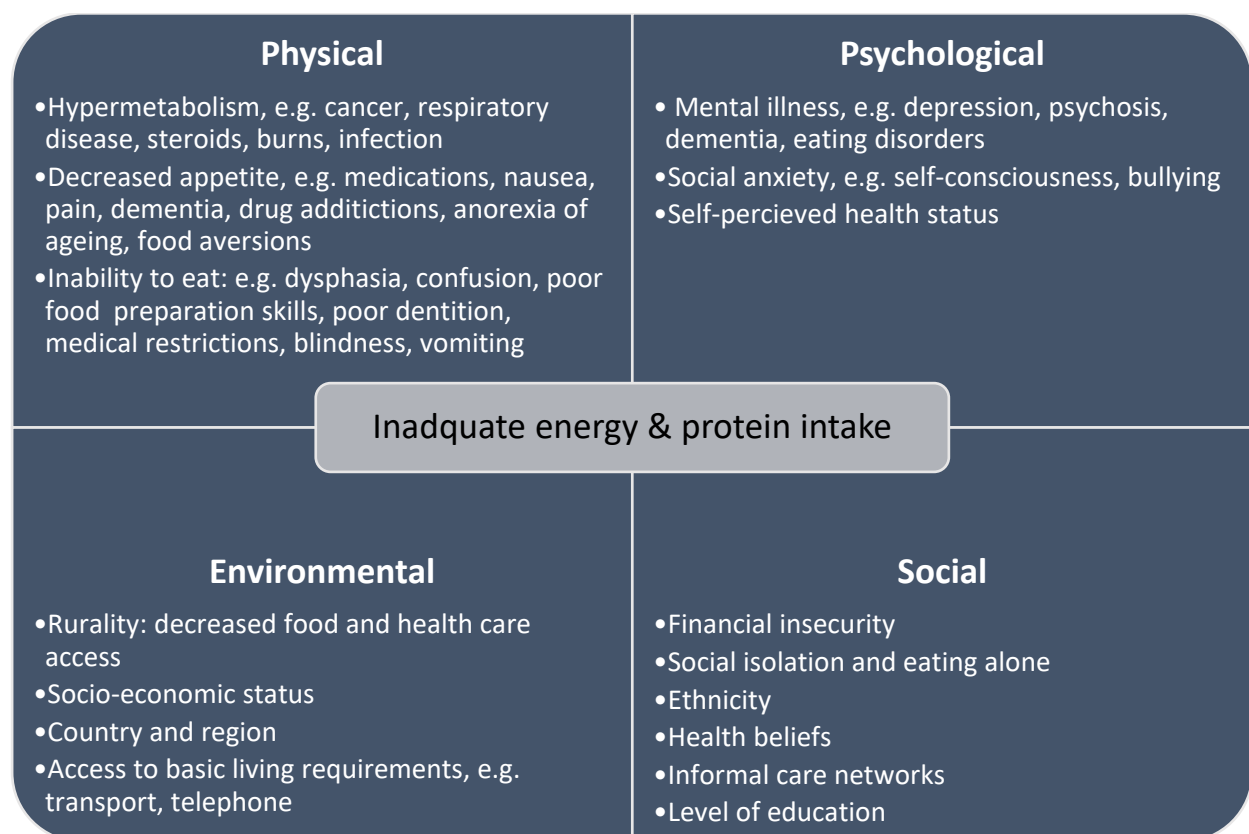 Physical
•Hypermetabolism, e.g. cancer, respiratory
disease, steroids, burns, infection
•Decreased appetite, e.g. medications, nausea,
pain, dementia, drug additictions, anorexia of
ageing, food aversions
•Inability to eat: e.g. dysphasia, confusion, poor
food preparation skills, poor dentition,
medical restrictions, blindness, vomiting
Psychological
• Mental illness, e.g. depression, psychosis,
dementia, eating disorders
•Social anxiety, e.g. self-consciousness, bullying
•Self-percieved health status
Inadquate energy & protein intake
Environmental
•Rurality: decreased food and health care
access
•Socio-economic status
•Country and region
•Access to basic living requirements, e.g.
transport, telephone
Social
•Financial insecurity
•Social isolation and eating alone
•Ethnicity
•Health beliefs
•Informal care networks
•Level of education